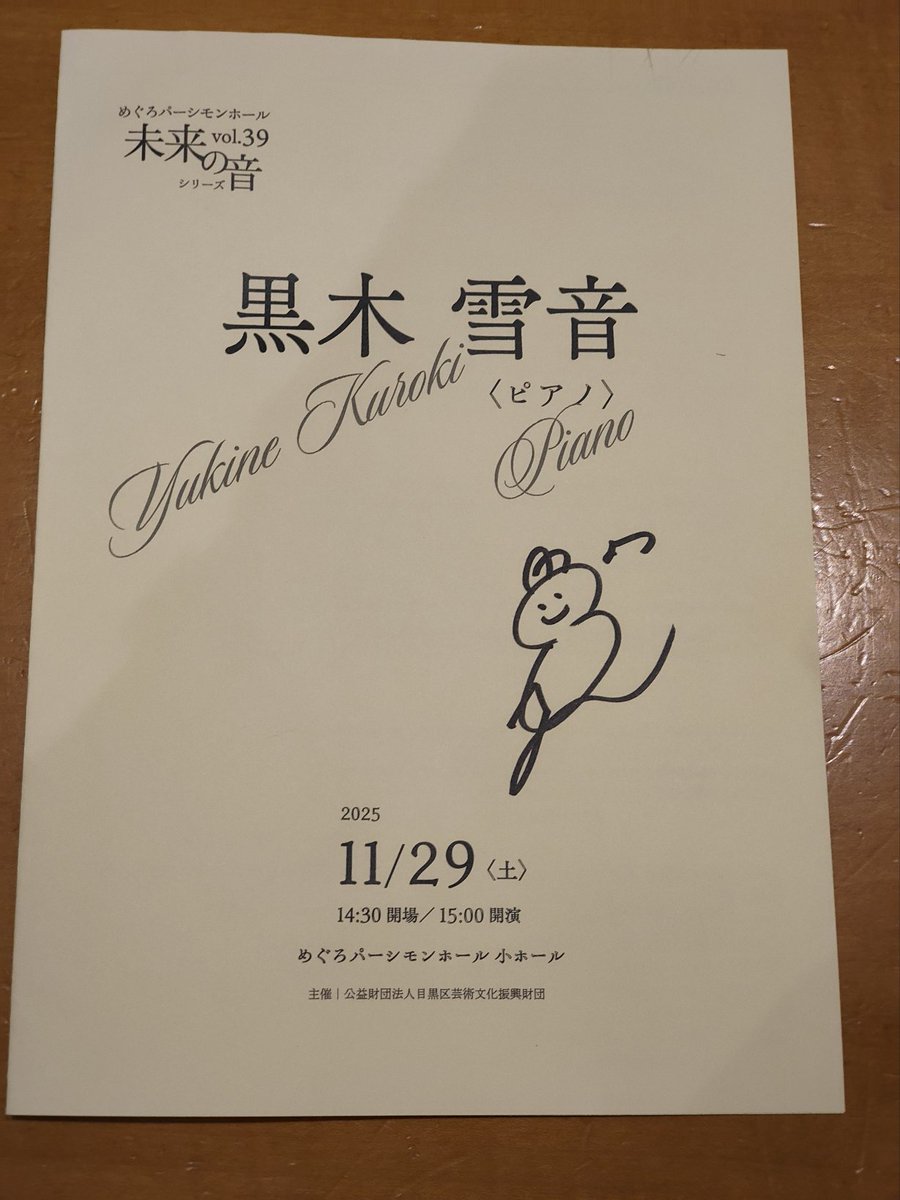 めぐろパーシモンホール
未来の音 vol.39
シリーズ
黒木 雪音
〈ピアノ〉
Yukine Kuroki
Piano
2025
11/29〈土〉
14:30 開場／15:00 開演
めぐろパーシモンホール 小ホール
主催｜公益財団法人目黒区芸術文化振興財団